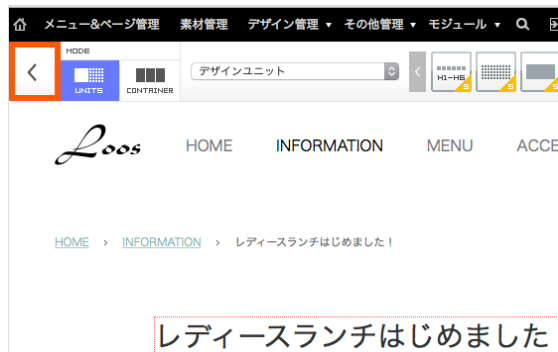 メニュー&ページ管理 素材管理 デザイン管理 ▼ その他管理 ▼ モジュール ▼
MODE
UNITS CONTAINER デザインユニット H1-H6 S S S
Loos HOME INFORMATION MENU ACCE
HOME > INFORMATION > レディースランチはじめました！
レディースランチはじめました